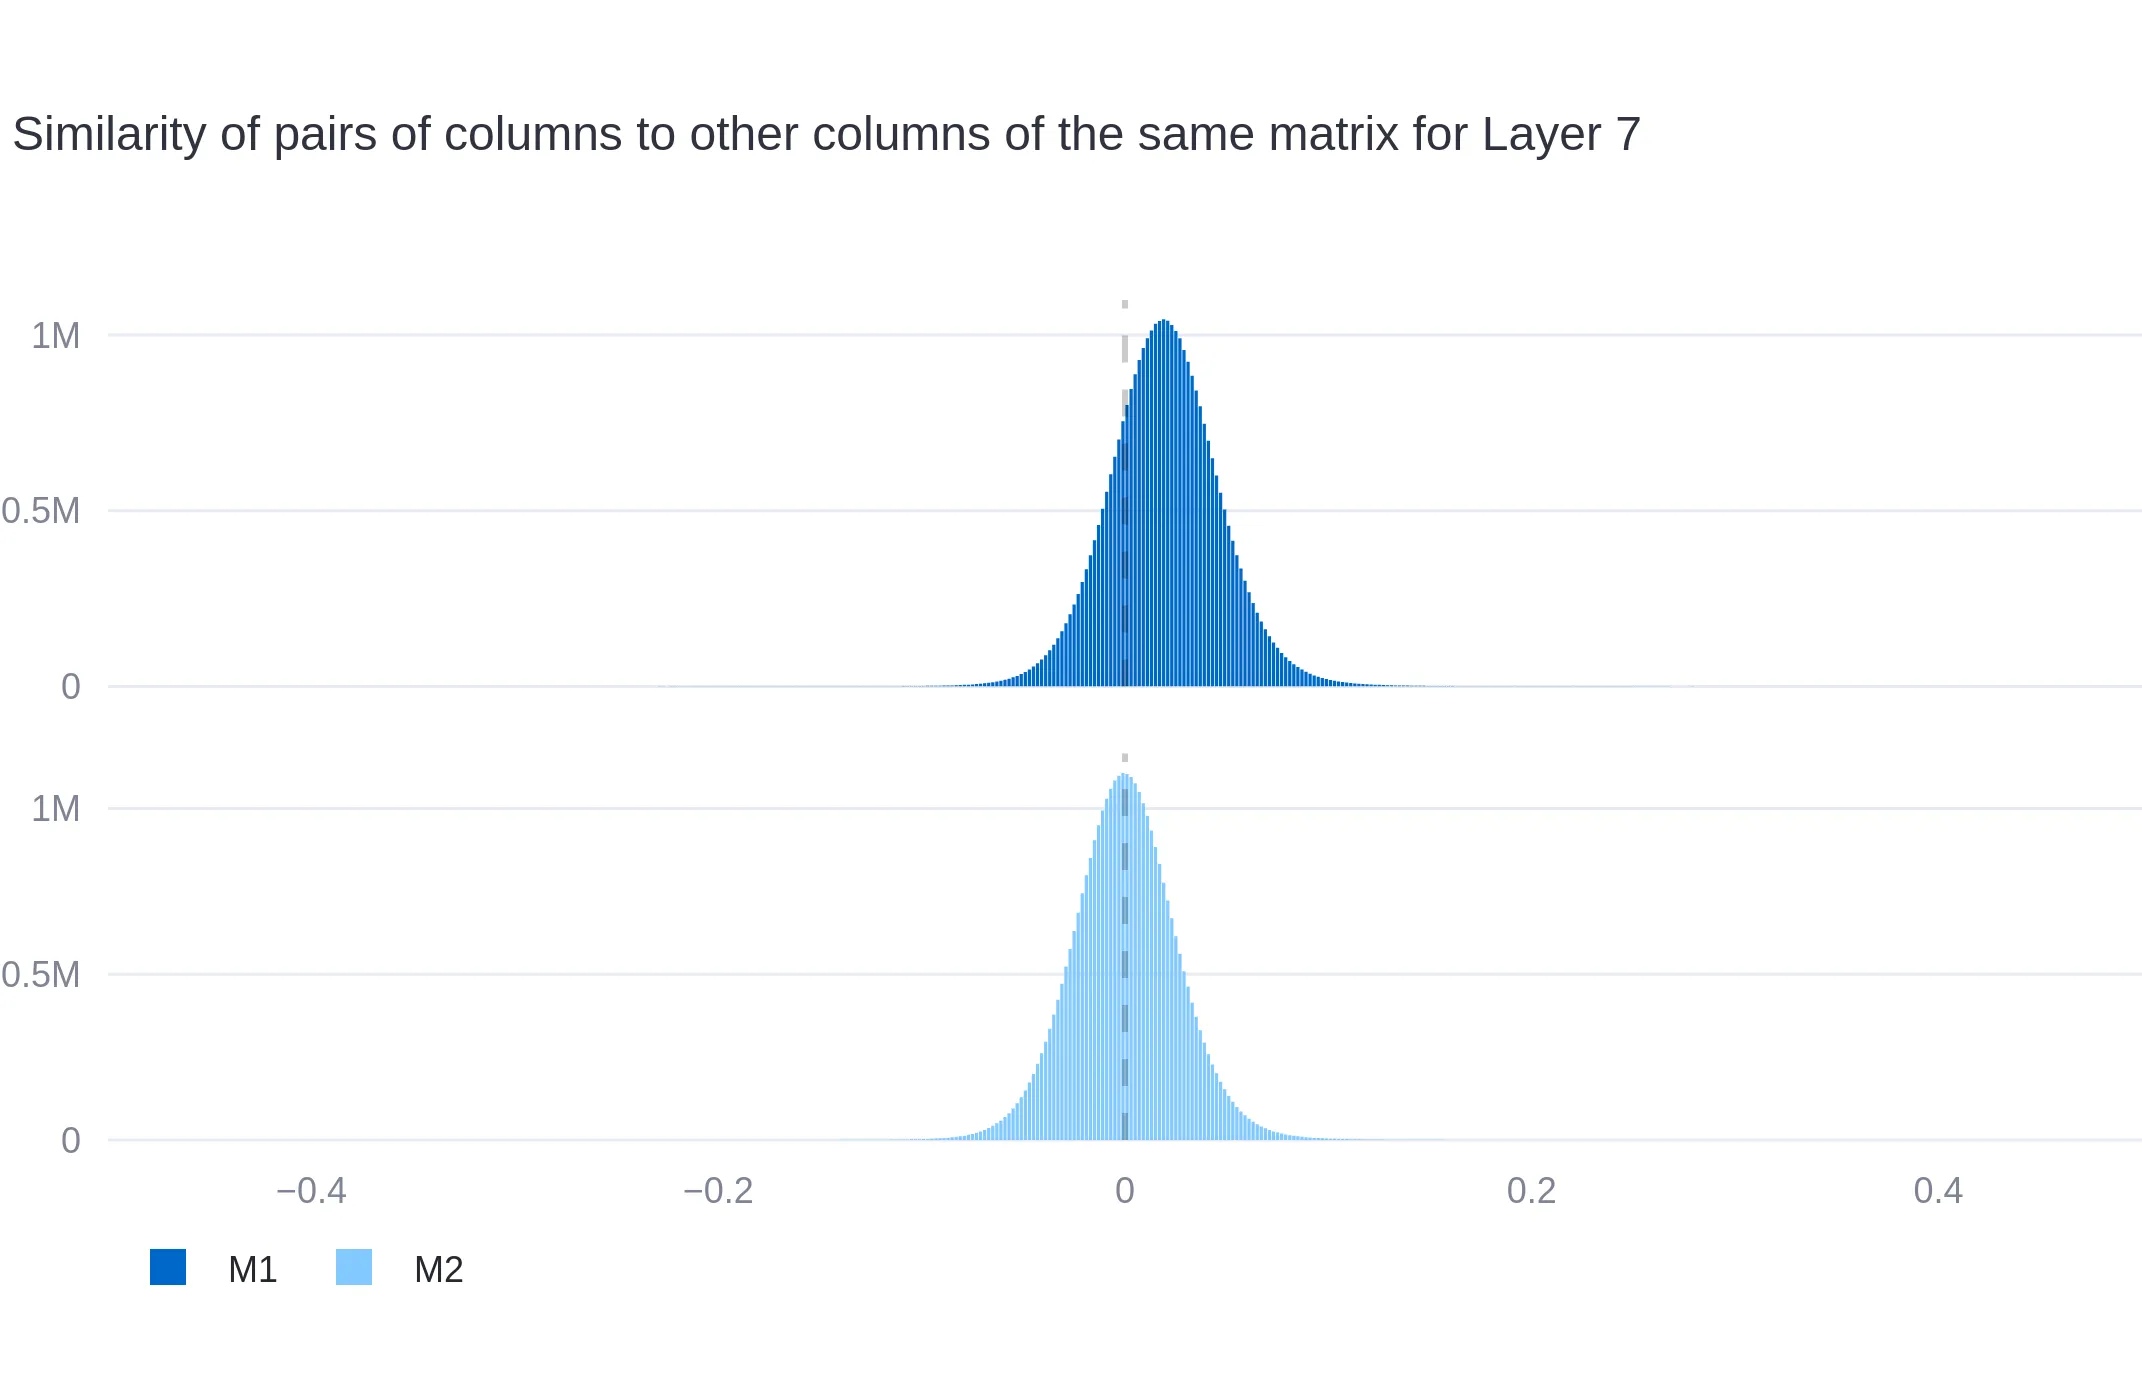 Similarity of pairs of columns to other columns of the same matrix for Layer 7
1M
0.5M
0
1M
0.5M
0
−0.4 −0.2 0 0.2 0.4
M1 M2